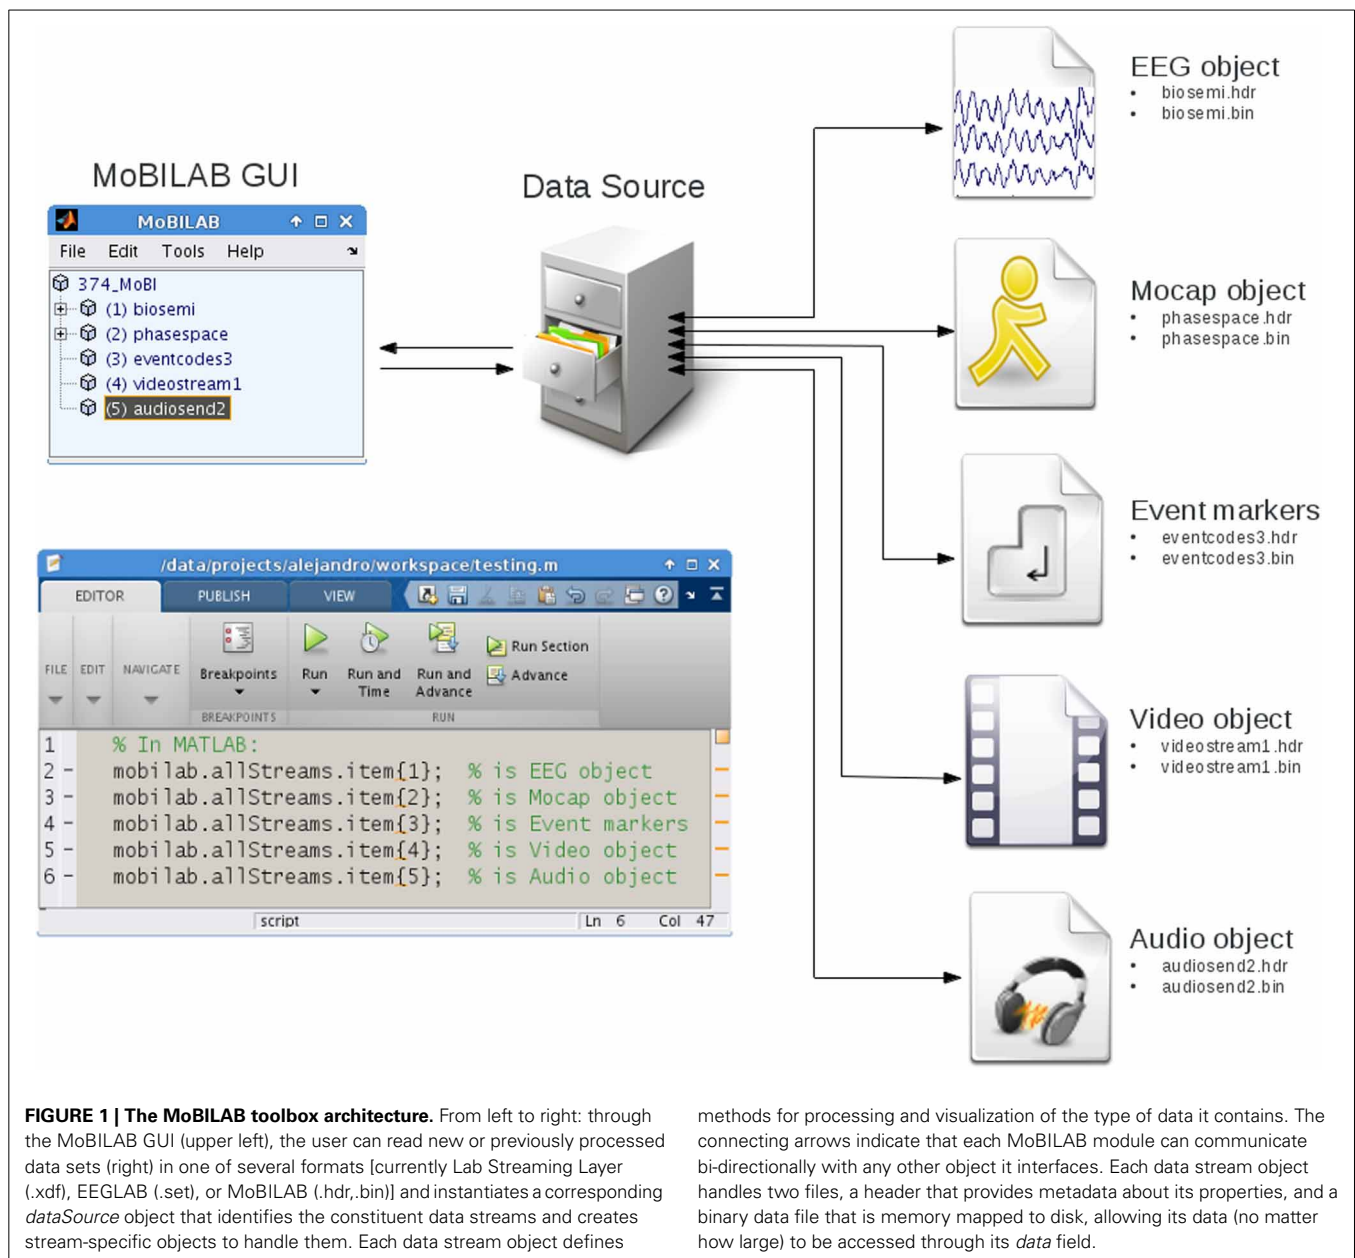 MoBILAB GUI
MoBILAB
File Edit Tools Help
374_MoBI
(1) biosemi
(2) phasespace
(3) eventcodes3
(4) videostream1
(5) audiosend2
Data Source
EEG object
• biosemi.hdr
• biosemi.bin
Mocap object
• phasespace.hdr
• phasespace.bin
Event markers
• eventcodes3.hdr
• eventcodes3.bin
Video object
• videostream1.hdr
• videostream1.bin
Audio object
• audiosend2.hdr
• audiosend2.bin
/data/projects/alejandro/workspace/testing.m
EDITOR PUBLISH VIEW
FILE EDIT NAVIGATE Breakpoints Run Run and Time Run and Advance Run Section
Advance
BREAKPOINTS RUN
1 % In MATLAB:
2 – mobilab.allStreams.item{1}; % is EEG object
3 – mobilab.allStreams.item{2}; % is Mocap object
4 – mobilab.allStreams.item{3}; % is Event markers
5 – mobilab.allStreams.item{4}; % is Video object
6 – mobilab.allStreams.item{5}; % is Audio object
script Ln 6 Col 47
FIGURE 1 | The MoBILAB toolbox architecture. From left to right: through
the MoBILAB GUI (upper left), the user can read new or previously processed
data sets (right) in one of several formats [currently Lab Streaming Layer
(.xdf), EEGLAB (.set), or MoBILAB (.hdr,.bin)] and instantiates a corresponding
dataSource object that identifies the constituent data streams and creates
stream-specific objects to handle them. Each data stream object defines
methods for processing and visualization of the type of data it contains. The
connecting arrows indicate that each MoBILAB module can communicate
bi-directionally with any other object it interfaces. Each data stream object
handles two files, a header that provides metadata about its properties, and a
binary data file that is memory mapped to disk, allowing its data (no matter
how large) to be accessed through its data field.